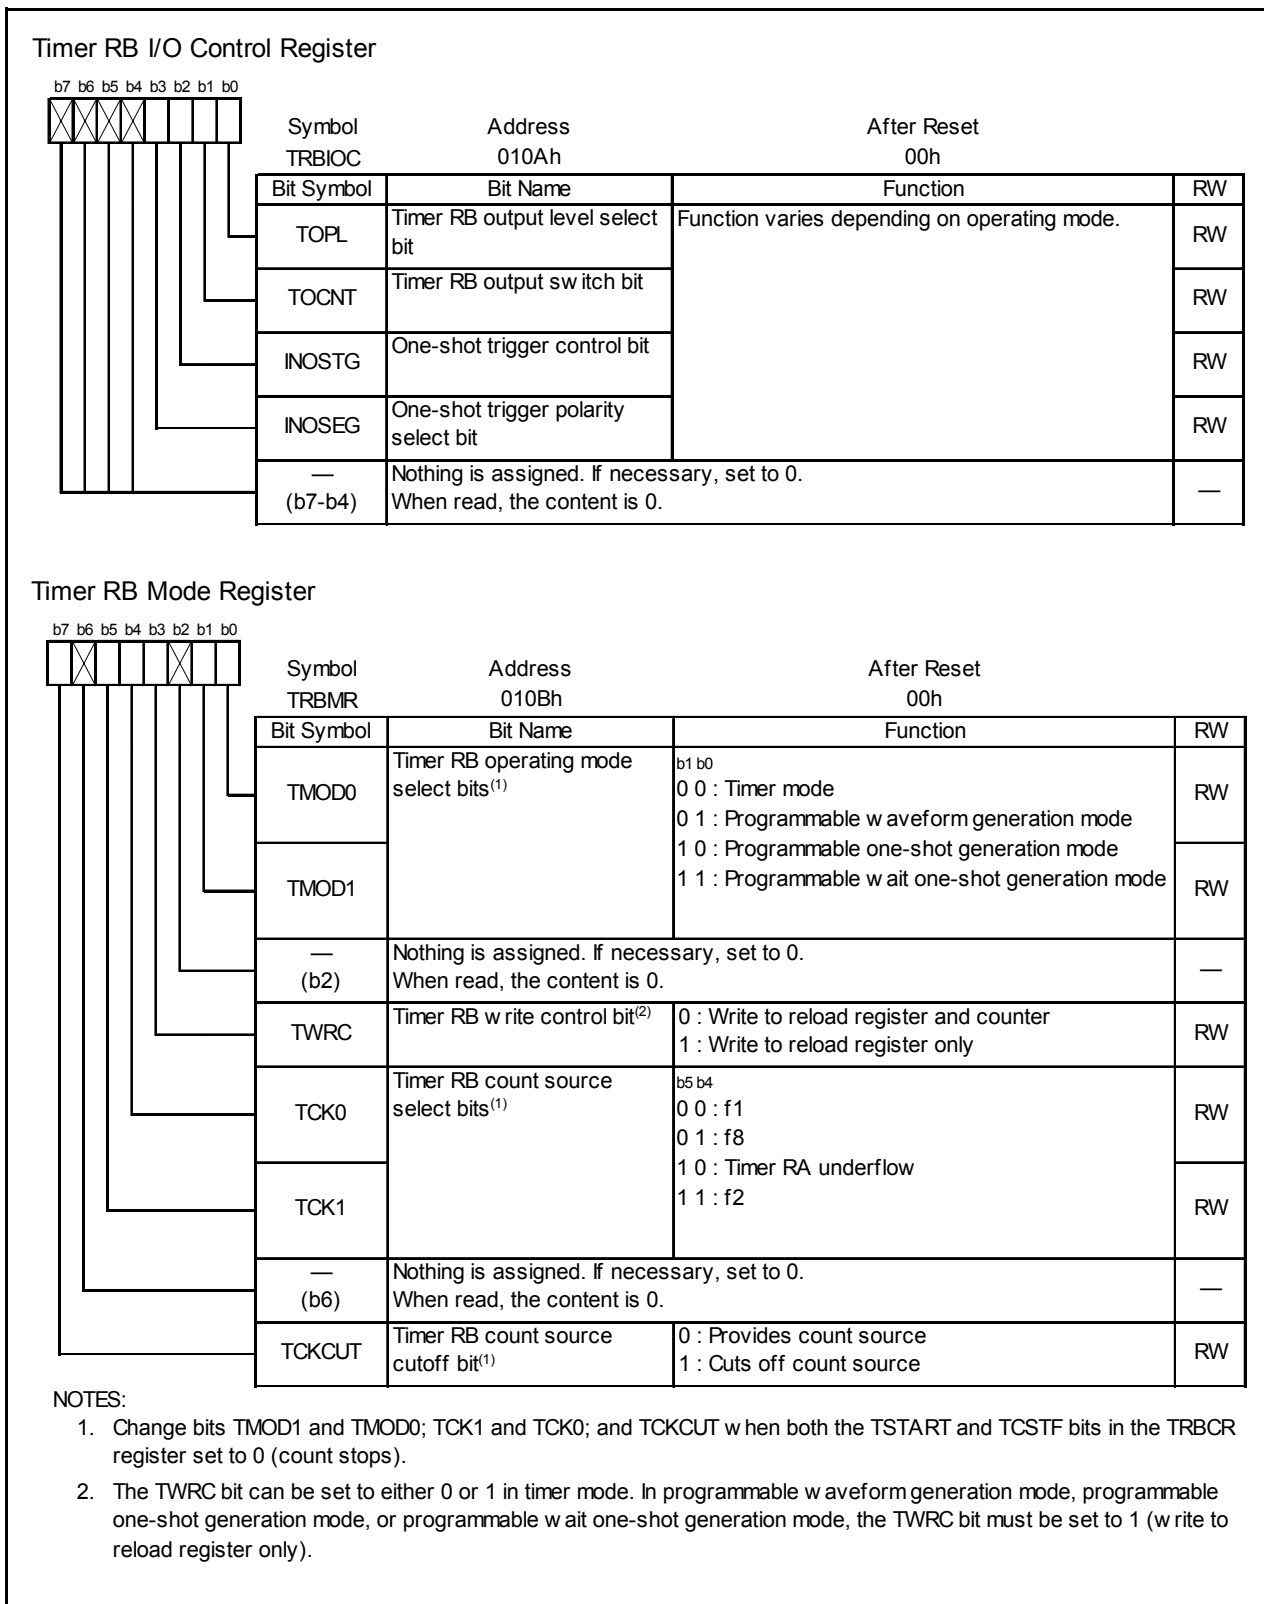 Timer RB I/O Control Register
b7 b6 b5 b4 b3 b2 b1 b0
Symbol Address After Reset
TRBIOC 010Ah 00h
Bit Symbol Bit Name Function RW
TOPL Timer RB output level select bit Function varies depending on operating mode. RW
TOCNT Timer RB output switch bit RW
INOSTG One-shot trigger control bit RW
INOSEG One-shot trigger polarity select bit RW
— (b7-b4) Nothing is assigned. If necessary, set to 0. —
When read, the content is 0.
Timer RB Mode Register
b7 b6 b5 b4 b3 b2 b1 b0
Symbol Address After Reset
TRBMR 010Bh 00h
Bit Symbol Bit Name Function RW
TMOD0 Timer RB operating mode select bits(1) b1 b0 RW
0 0 : Timer mode
0 1 : Programmable waveform generation mode
1 0 : Programmable one-shot generation mode
TMOD1 1 1 : Programmable wait one-shot generation mode RW
— (b2) Nothing is assigned. If necessary, set to 0. —
When read, the content is 0.
TWRC Timer RB write control bit(2) 0 : Write to reload register and counter RW
1 : Write to reload register only
TCK0 Timer RB count source select bits(1) b5 b4 RW
0 0 : f1
0 1 : f8
1 0 : Timer RA underflow
TCK1 1 1 : f2 RW
— (b6) Nothing is assigned. If necessary, set to 0. —
When read, the content is 0.
TCKCUT Timer RB count source cutoff bit(1) 0 : Provides count source RW
1 : Cuts off count source
NOTES:
1. Change bits TMOD1 and TMOD0; TCK1 and TCK0; and TCKCUT when both the TSTART and TCSTF bits in the TRBCR
register set to 0 (count stops).
2. The TWRC bit can be set to either 0 or 1 in timer mode. In programmable waveform generation mode, programmable
one-shot generation mode, or programmable wait one-shot generation mode, the TWRC bit must be set to 1 (write to
reload register only).